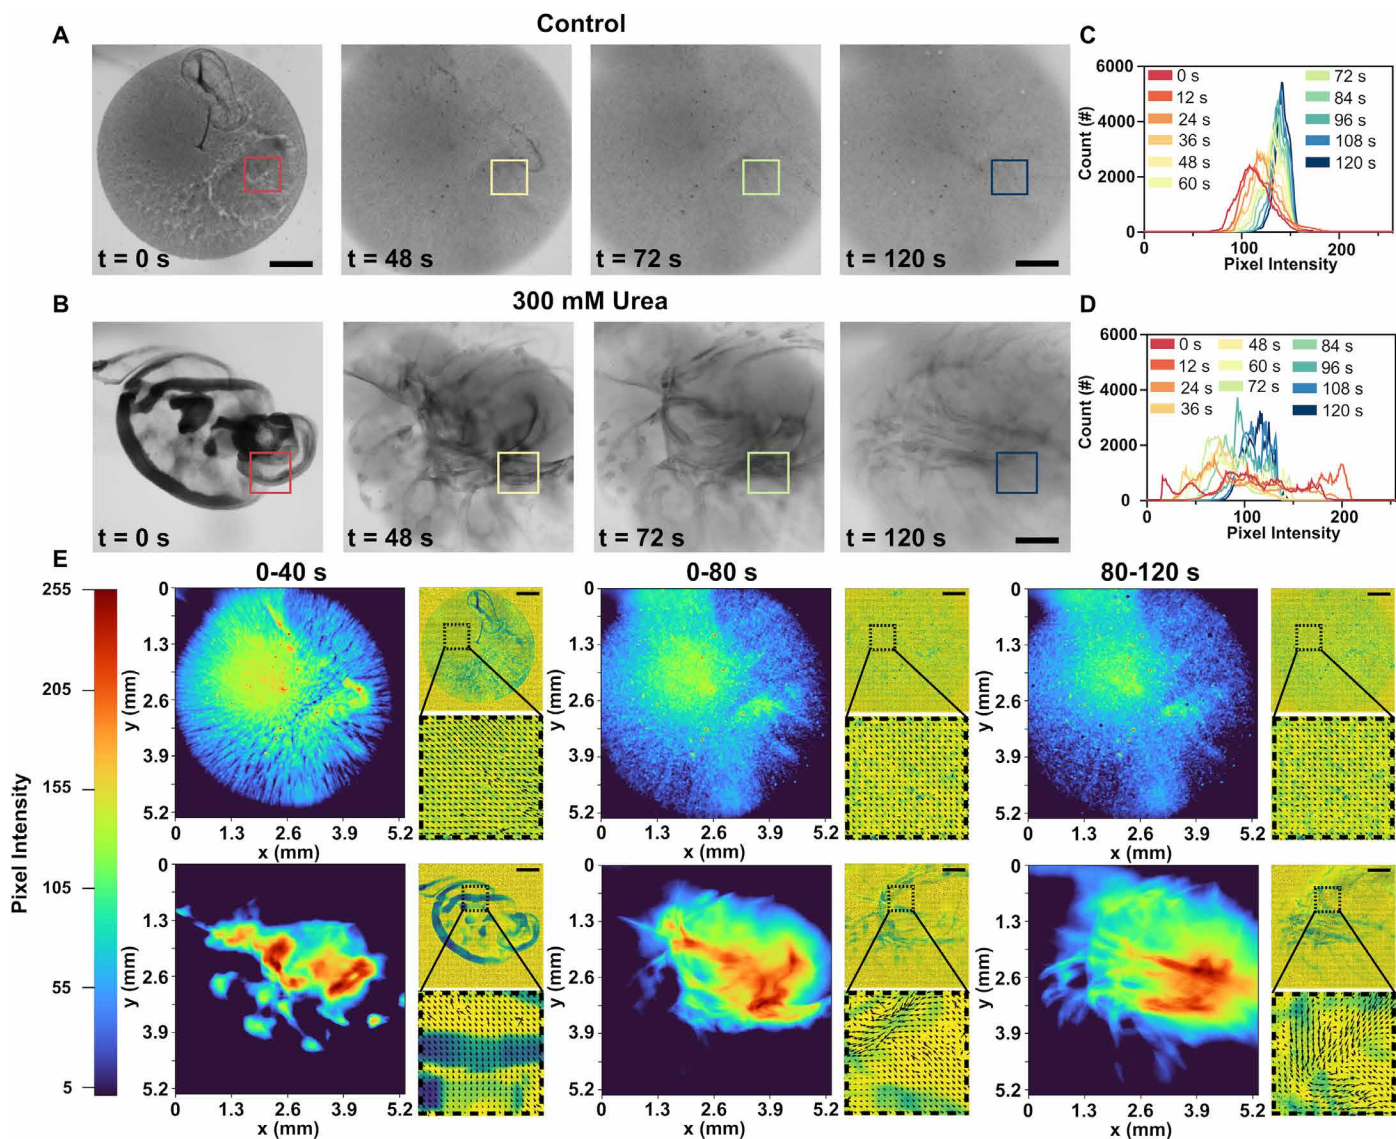 Control
A
t = 0 s
t = 48 s
t = 72 s
t = 120 s
C
6000
4000
2000
0
Count (#)
0 s
12 s
24 s
36 s
48 s
60 s
72 s
84 s
96 s
108 s
120 s
0
100
200
Pixel Intensity
300 mM Urea
B
t = 0 s
t = 48 s
t = 72 s
t = 120 s
D
6000
4000
2000
0
Count (#)
0 s
12 s
24 s
36 s
48 s
60 s
72 s
84 s
96 s
108 s
120 s
0
100
200
Pixel Intensity
E
0-40 s
0-80 s
80-120 s
255
205
155
105
55
5
Pixel Intensity
0
1.3
2.6
3.9
5.2
y (mm)
0
1.3
2.6
3.9
5.2
x (mm)
0
1.3
2.6
3.9
5.2
y (mm)
0
1.3
2.6
3.9
5.2
x (mm)
0
1.3
2.6
3.9
5.2
y (mm)
0
1.3
2.6
3.9
5.2
x (mm)
0
1.3
2.6
3.9
5.2
y (mm)
0
1.3
2.6
3.9
5.2
x (mm)
0
1.3
2.6
3.9
5.2
y (mm)
0
1.3
2.6
3.9
5.2
x (mm)
0
1.3
2.6
3.9
5.2
y (mm)
0
1.3
2.6
3.9
5.2
x (mm)